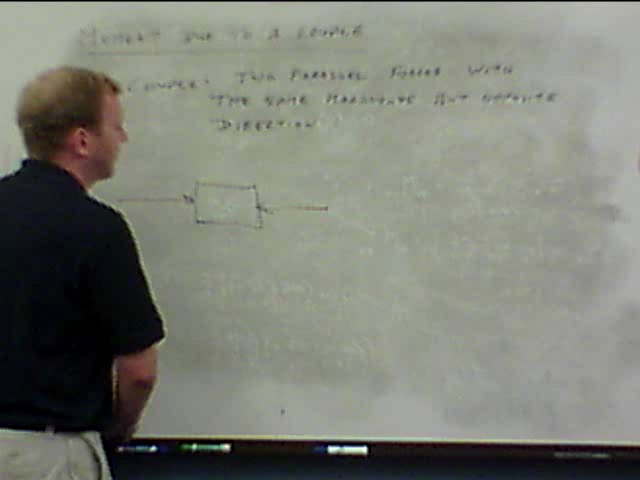 MOMENT DUE TO A COUPLE
COUPLE: TWO PARALLEL FORCES WITH
THE SAME MAGNITUDE BUT OPPOSITE
DIRECTION.